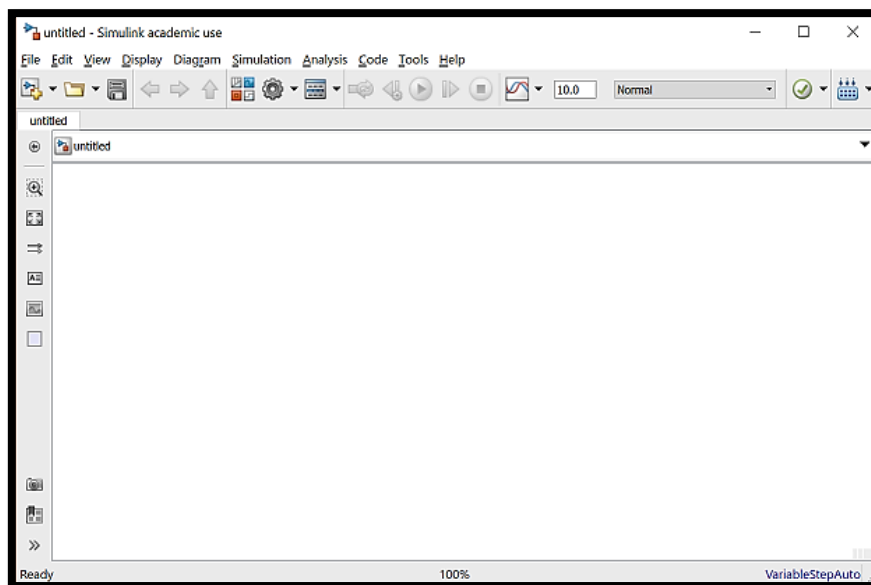 untitled - Simulink academic use
File Edit View Display Diagram Simulation Analysis Code Tools Help
10.0 Normal
untitled
untitled
Ready 100% VariableStepAuto